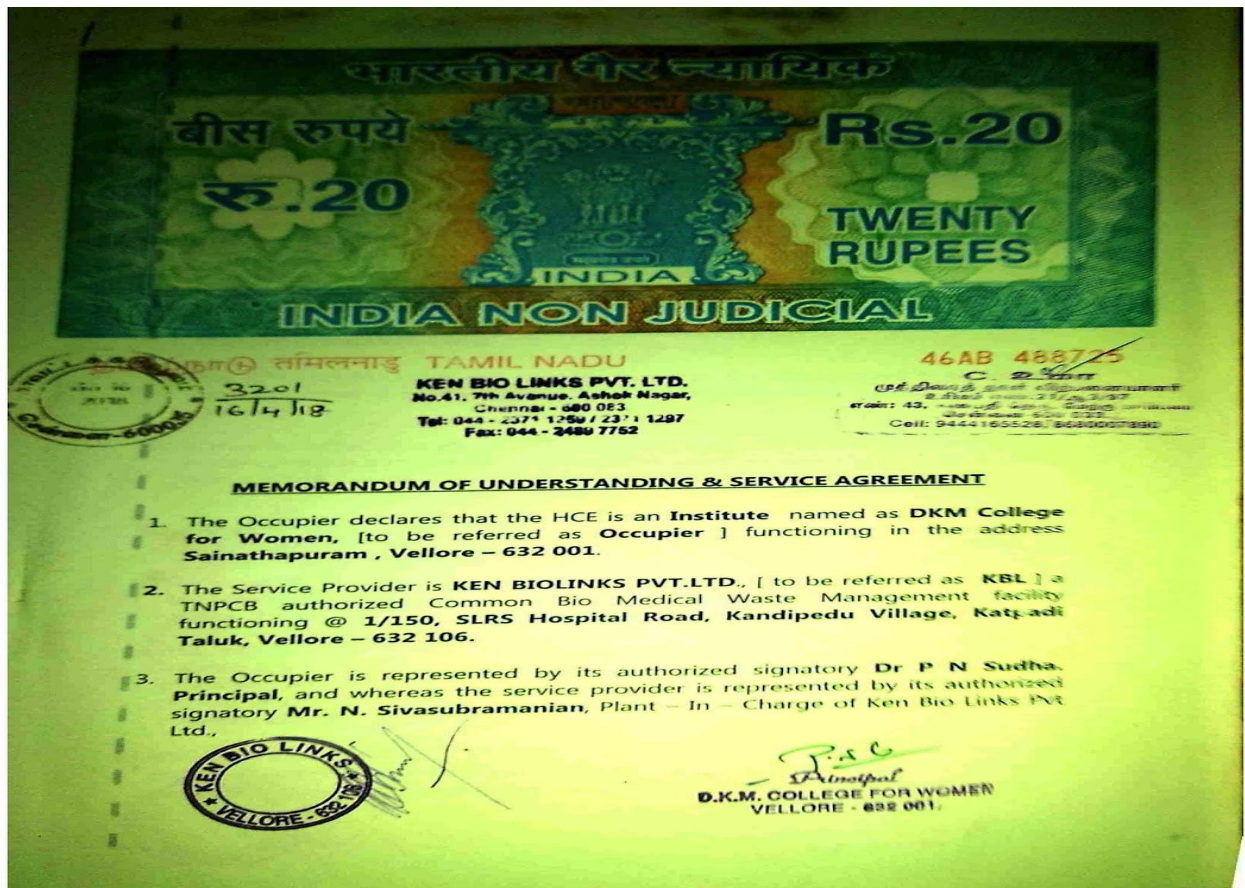 भारतीय गैर न्यायिक
बीस रुपये
रु.20
Rs.20
TWENTY
RUPEES
INDIA
INDIA NON JUDICIAL
तमिलनाडु TAMIL NADU
46AB 488725
3201
16/4/18
KEN BIO LINKS PVT. LTD.
No.41, 7th Avenue, Ashok Nagar,
Chennai - 600 083
Tel: 044 - 2371 1297
Fax: 044 - 2489 7752
Cell: 9444165528,
MEMORANDUM OF UNDERSTANDING & SERVICE AGREEMENT
1. The Occupier declares that the HCE is an Institute named as DKM College
for Women, [to be referred as Occupier ] functioning in the address
Sainathapuram , Vellore – 632 001.
2. The Service Provider is KEN BIOLINKS PVT.LTD., [ to be referred as KBL ] a
TNPCB authorized Common Bio Medical Waste Management facility
functioning @ 1/150, SLRS Hospital Road, Kandipedu Village, Katpadi
Taluk, Vellore – 632 106.
3. The Occupier is represented by its authorized signatory Dr P N Sudha.
Principal, and whereas the service provider is represented by its authorized
signatory Mr. N. Sivasubramanian, Plant – In – Charge of Ken Bio Links Pvt
Ltd.,
KEN BIO LINKS
VELLORE - 632 106
Principal
D.K.M. COLLEGE FOR WOMEN
VELLORE - 632 001.